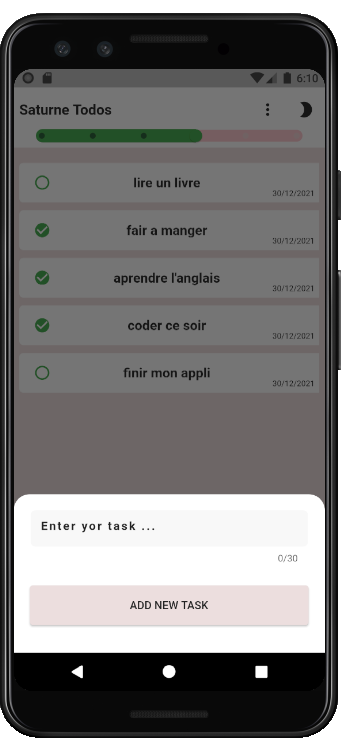 6:10
Saturne Todos
lire un livre
30/12/2021
fair a manger
30/12/2021
aprendre l'anglais
30/12/2021
coder ce soir
30/12/2021
finir mon appli
30/12/2021
Enter yor task ...
0/30
ADD NEW TASK